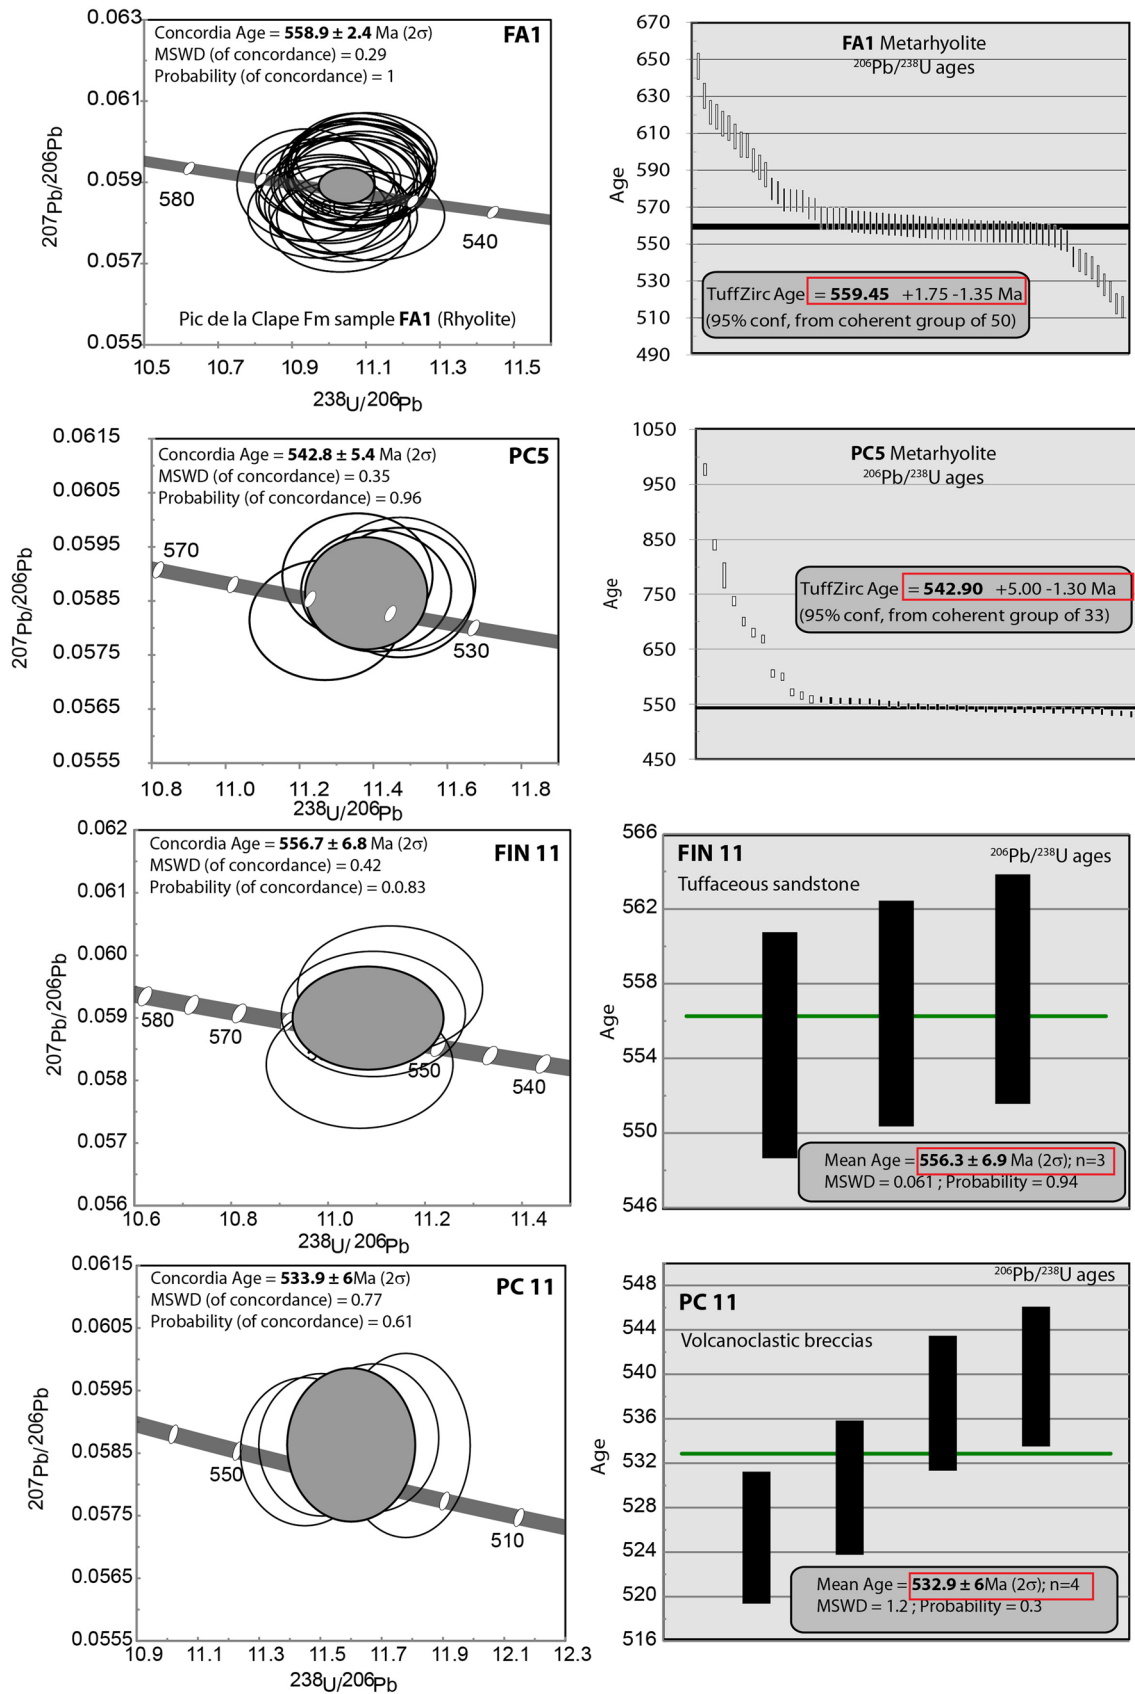 Concordia Age = 558.9 ± 2.4 Ma (2σ)
MSWD (of concordance) = 0.29
Probability (of concordance) = 1
FA1
0.063
0.061
0.059
0.057
0.055
207Pb/206Pb
580
540
Pic de la Clape Fm sample FA1 (Rhyolite)
10.5 10.7 10.9 11.1 11.3 11.5
238U/206Pb
FA1 Metarhyolite
206Pb/238U ages
670
650
630
610
590
570
550
530
510
490
Age
TuffZirc Age = 559.45 +1.75 -1.35 Ma
(95% conf, from coherent group of 50)
Concordia Age = 542.8 ± 5.4 Ma (2σ)
MSWD (of concordance) = 0.35
Probability (of concordance) = 0.96
PC5
0.0615
0.0605
0.0595
0.0585
0.0575
0.0565
0.0555
207Pb/206Pb
570
530
10.8 11.0 11.2 11.4 11.6 11.8
238U/206Pb
PC5 Metarhyolite
206Pb/238U ages
1050
950
850
750
650
550
450
Age
TuffZirc Age = 542.90 +5.00 -1.30 Ma
(95% conf, from coherent group of 33)
Concordia Age = 556.7 ± 6.8 Ma (2σ)
MSWD (of concordance) = 0.42
Probability (of concordance) = 0.0.83
FIN 11
0.062
0.061
0.060
0.059
0.058
0.057
0.056
207Pb/206Pb
580
570
550
540
10.6 10.8 11.0 11.2 11.4
238U/206Pb
FIN 11
206Pb/238U ages
Tuffaceous sandstone
566
562
558
554
550
546
Age
Mean Age = 556.3 ± 6.9 Ma (2σ); n=3
MSWD = 0.061 ; Probability = 0.94
Concordia Age = 533.9 ± 6Ma (2σ)
MSWD (of concordance) = 0.77
Probability (of concordance) = 0.61
PC 11
0.0615
0.0605
0.0595
0.0585
0.0575
0.0565
0.0555
207Pb/206Pb
550
510
10.9 11.1 11.3 11.5 11.7 11.9 12.1 12.3
238U/206Pb
206Pb/238U ages
PC 11
Volcanoclastic breccias
548
544
540
536
532
528
524
520
516
Age
Mean Age = 532.9 ± 6Ma (2σ); n=4
MSWD = 1.2 ; Probability = 0.3